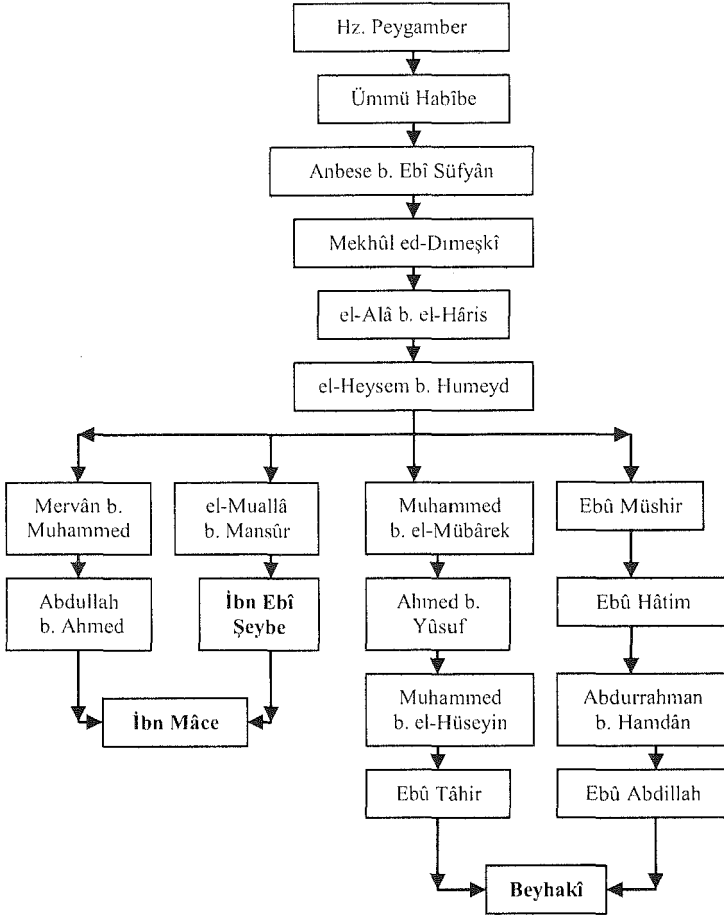 Hz. Peygamber
Ümmü Habîbe
Anbese b. Ebî Süfyân
Mekhûl ed-Dımeşkî
el-Alâ b. el-Hâris
el-Heysem b. Humeyd
Mervân b.
Muhammed
el-Muallâ
b. Mansûr
Muhammed
b. el-Mübârek
Ebû Müshir
Abdullah
b. Ahmed
İbn Ebî
Şeybe
Ahmed b.
Yûsuf
Ebû Hâtim
İbn Mâce
Muhammed
b. el-Hüseyin
Abdurrahman
b. Hamdân
Ebû Tâhir
Ebû Abdillah
Beyhakî